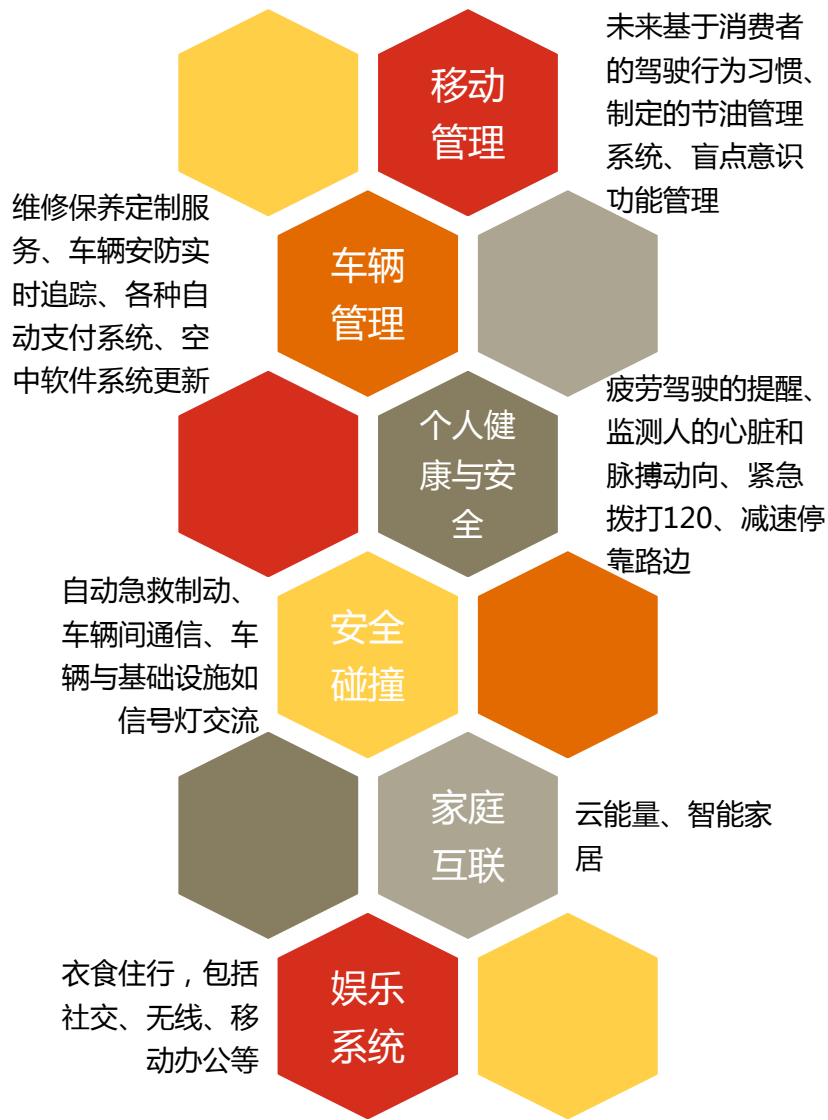 移动
管理
未来基于消费者
的驾驶行为习惯、
制定的节油管理
系统、盲点意识
功能管理
维修保养定制服
务、车辆安防实
时追踪、各种自
动支付系统、空
中软件系统更新
车辆
管理
个人健
康与安
全
疲劳驾驶的提醒、
监测人的心脏和
脉搏动向、紧急
拨打120、减速停
靠路边
自动急救制动、
车辆间通信、车
辆与基础设施如
信号灯交流
安全
碰撞
家庭
互联
云能量、智能家
居
衣食住行，包括
社交、无线、移
动办公等
娱乐
系统